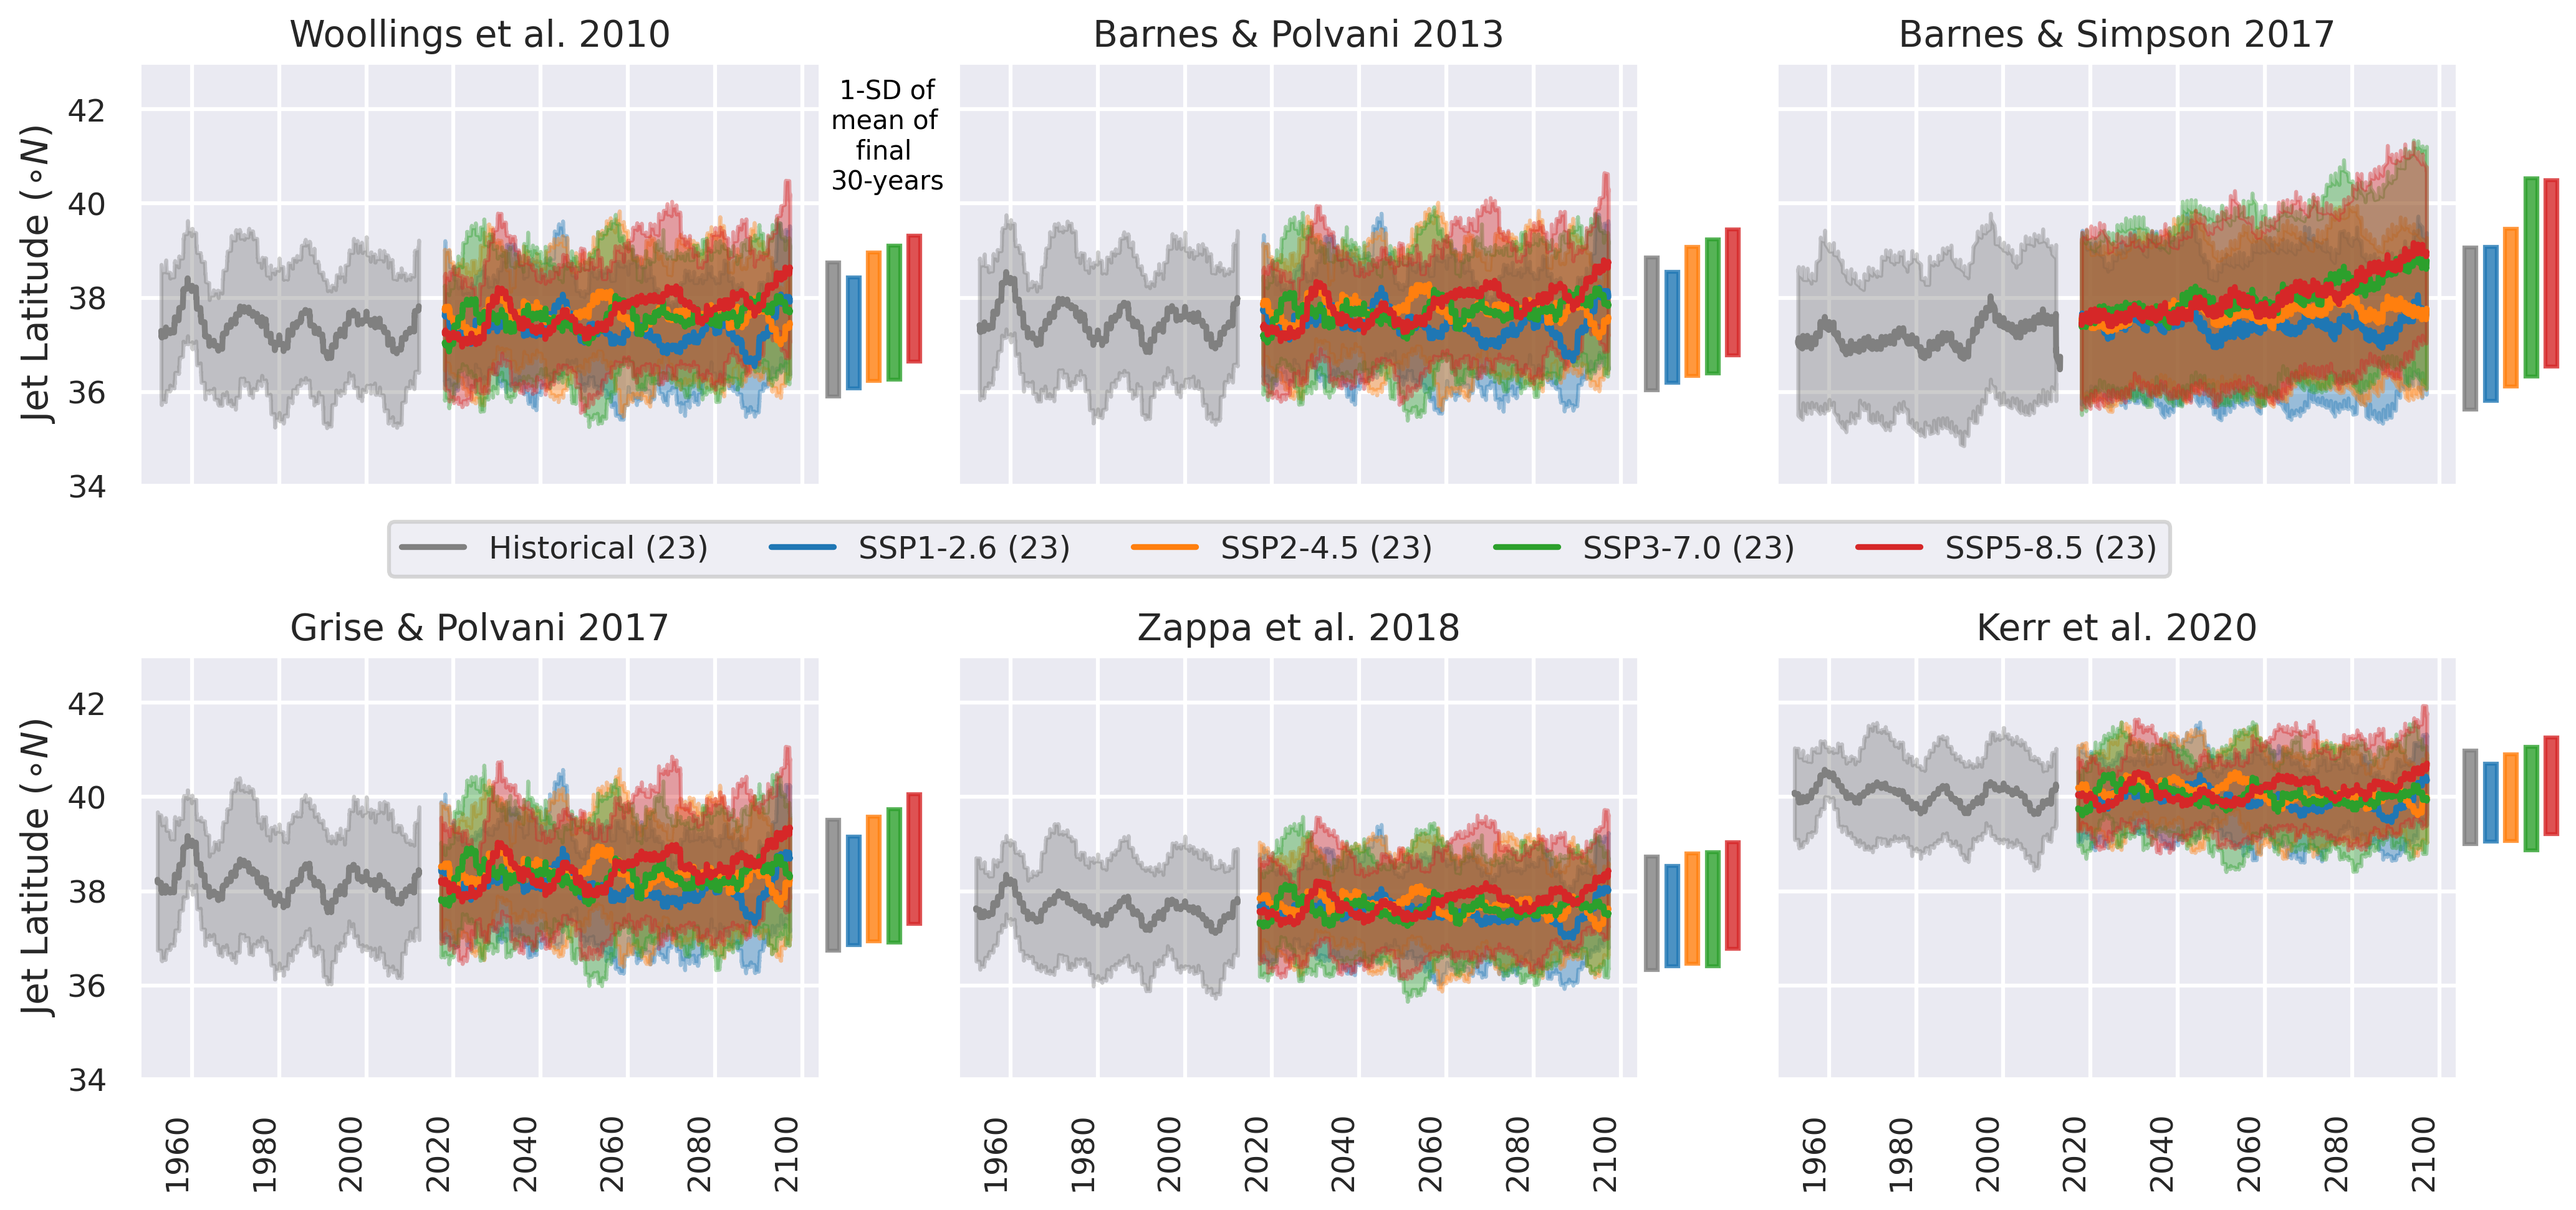 Woollings et al. 2010
Barnes & Polvani 2013
Barnes & Simpson 2017
1-SD of
mean of
final
30-years
Jet Latitude (∘N)
42
40
38
36
34
Historical (23)
SSP1-2.6 (23)
SSP2-4.5 (23)
SSP3-7.0 (23)
SSP5-8.5 (23)
Grise & Polvani 2017
Zappa et al. 2018
Kerr et al. 2020
Jet Latitude (∘N)
42
40
38
36
34
1960
1980
2000
2020
2040
2060
2080
2100
1960
1980
2000
2020
2040
2060
2080
2100
1960
1980
2000
2020
2040
2060
2080
2100